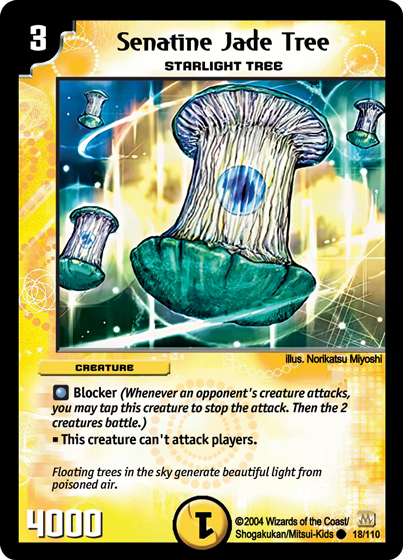 3
Senatine Jade Tree
STARLIGHT TREE
illus. Norikatsu Miyoshi
CREATURE
Blocker (Whenever an opponent's creature attacks,
you may tap this creature to stop the attack. Then the 2
creatures battle.)
▪ This creature can't attack players.
Floating trees in the sky generate beautiful light from
poisoned air.
4000
1
©2004 Wizards of the Coast/
Shogakukan/Mitsui-Kids ● 18/110